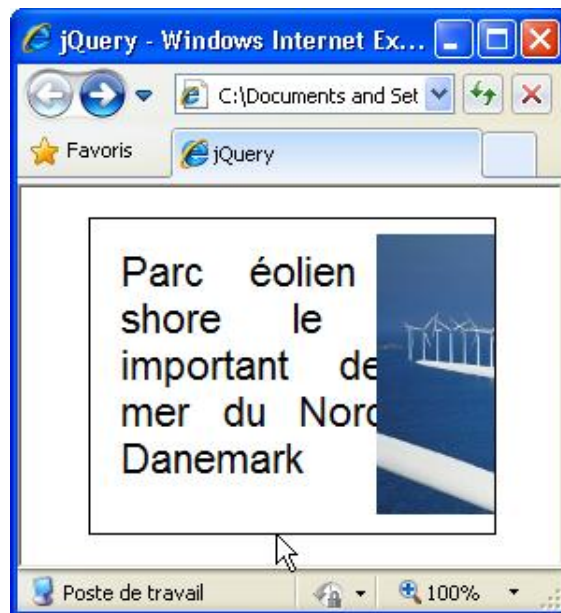 jQuery - Windows Internet Ex...
C:\Documents and Set
Favoris
jQuery
Parc éolien
shore le
important de
mer du Nord
Danemark
Poste de travail
100%